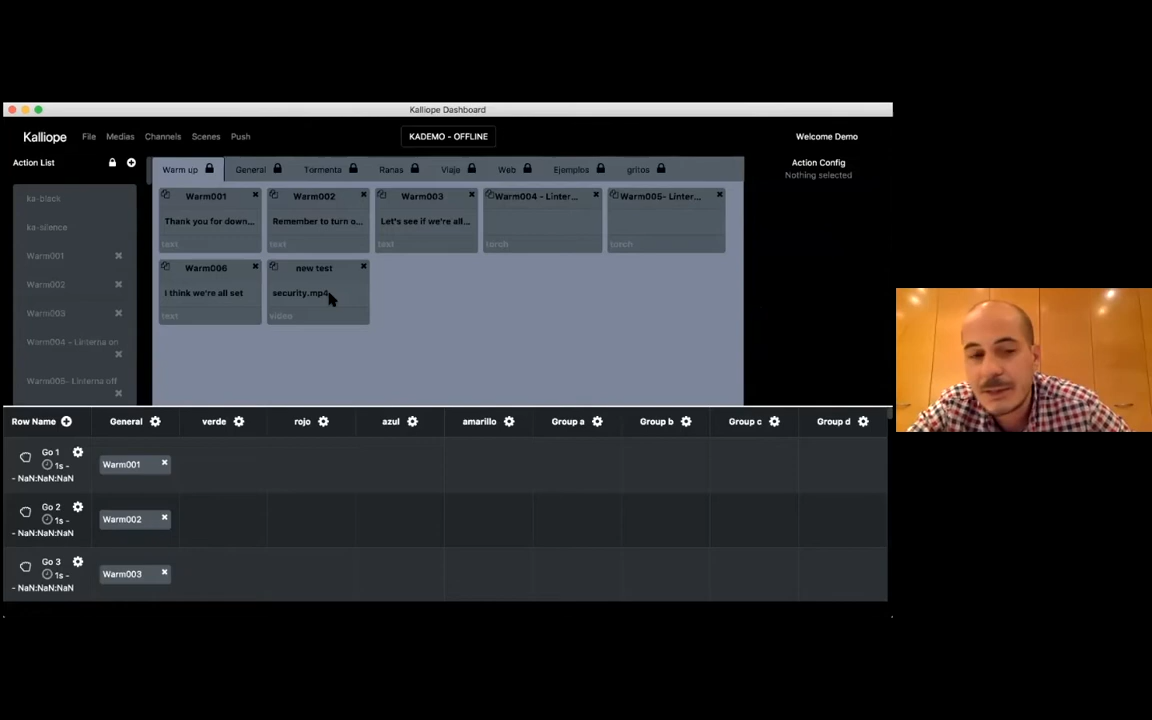 Kalliope Dashboard
Kalliope File Medias Channels Scenes Push KADEMO - OFFLINE Welcome Demo
Action List
ka-black
ka-silence
Warm001
Warm002
Warm003
Warm004 - Linterna on
Warm005- Linterna off
Warm up General Tormenta Ranas Viaje Web Ejemplos gritos
Warm001 Warm002 Warm003 Warm004 - Linter... Warm005- Linter...
Thank you for down... Remember to turn o... Let's see if we're all...
text text text torch torch
Warm006 new test
I think we're all set security.mp4
text video
Action Config
Nothing selected
Row Name General verde rojo azul amarillo Group a Group b Group c Group d
Go 1
1s -
- NaN:NaN:NaN
Warm001
Go 2
1s -
- NaN:NaN:NaN
Warm002
Go 3
1s -
- NaN:NaN:NaN
Warm003